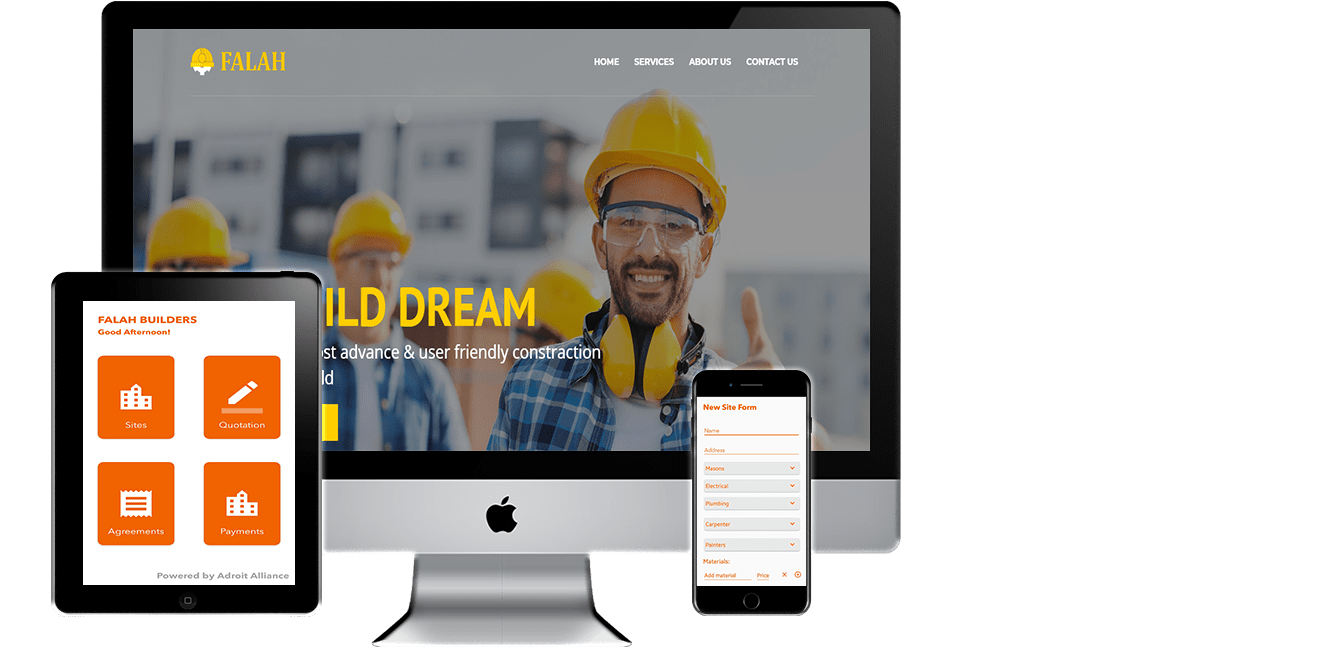 FALAH
HOME SERVICES ABOUT US CONTACT US
ILD DREAM
st advance & user friendly constraction
ld
FALAH BUILDERS
Good Afternoon!
Sites
Quotation
Agreements
Payments
Powered by Adroit Alliance
New Site Form
Name
Address
Masons
Electrical
Plumbing
Carpenter
Painters
Materials:
Add material Price